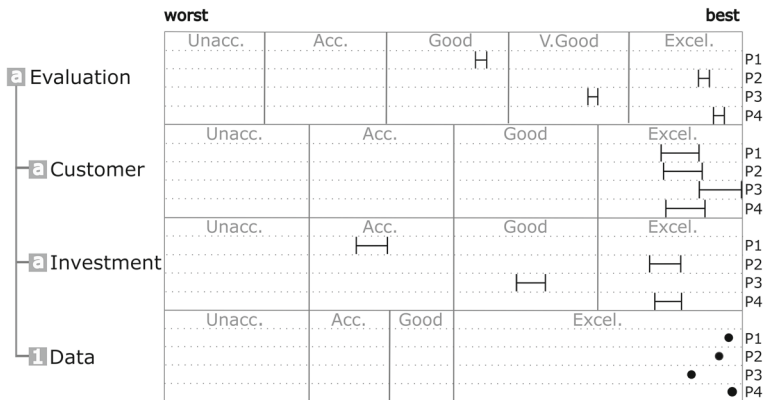 worst best
Unacc. Acc. Good V.Good Excel.
P1
a Evaluation P2
P3
P4
Unacc. Acc. Good Excel.
P1
a Customer P2
P3
P4
Unacc. Acc. Good Excel.
P1
a Investment P2
P3
P4
Unacc. Acc. Good Excel.
P1
1 Data P2
P3
P4